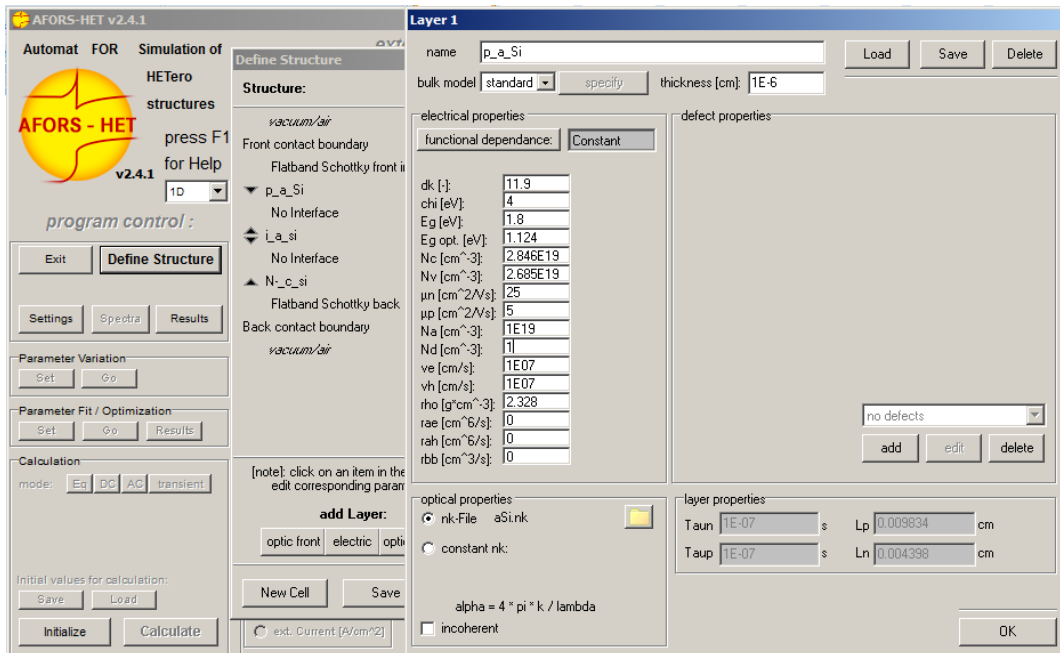 AFORS-HET v2.4.1
Automat FOR Simulation of
HETero
structures
AFORS - HET
v2.4.1
press F1
for Help
1D
program control :
Exit
Define Structure
Settings
Spectra
Results
Parameter Variation
Set
Go
Parameter Fit / Optimization
Set
Go
Results
Calculation
mode:
Eq
DC
AC
transient
Initial values for calculation:
Save
Load
Initialize
Calculate
Define Structure
Structure:
vacuum/air
Front contact boundary
Flatband Schottky front
p_a_Si
No Interface
i_a_si
No Interface
N-_c_si
Flatband Schottky back
Back contact boundary
vacuum/air
[note]: click on an item in the
edit corresponding
add Layer:
optic front
electric
New Cell
Save
ext. Current [A/cm^2]
Layer 1
name p_a_Si
Load
Save
Delete
bulk model standard
specify
thickness [cm]: 1E-6
electrical properties
functional dependance: Constant
dk [-]: 11.9
chi [eV]: 4
Eg [eV]: 1.8
Eg opt. [eV]: 1.124
Nc [cm^-3]: 2.846E19
Nv [cm^-3]: 2.685E19
µn [cm^2/Vs]: 25
µp [cm^2/Vs]: 5
Na [cm^-3]: 1E19
Nd [cm^-3]: 1
ve [cm/s]: 1E07
vh [cm/s]: 1E07
rho [g*cm^-3]: 2.328
rae [cm^6/s]: 0
rah [cm^6/s]: 0
rbb [cm^3/s]: 0
defect properties
no defects
add
edit
delete
optical properties
nk-File aSi.nk
constant nk:
alpha = 4 * pi * k / lambda
incoherent
layer properties
Taun 1E-07 s Lp 0.009834 cm
Taup 1E-07 s Ln 0.004398 cm
OK